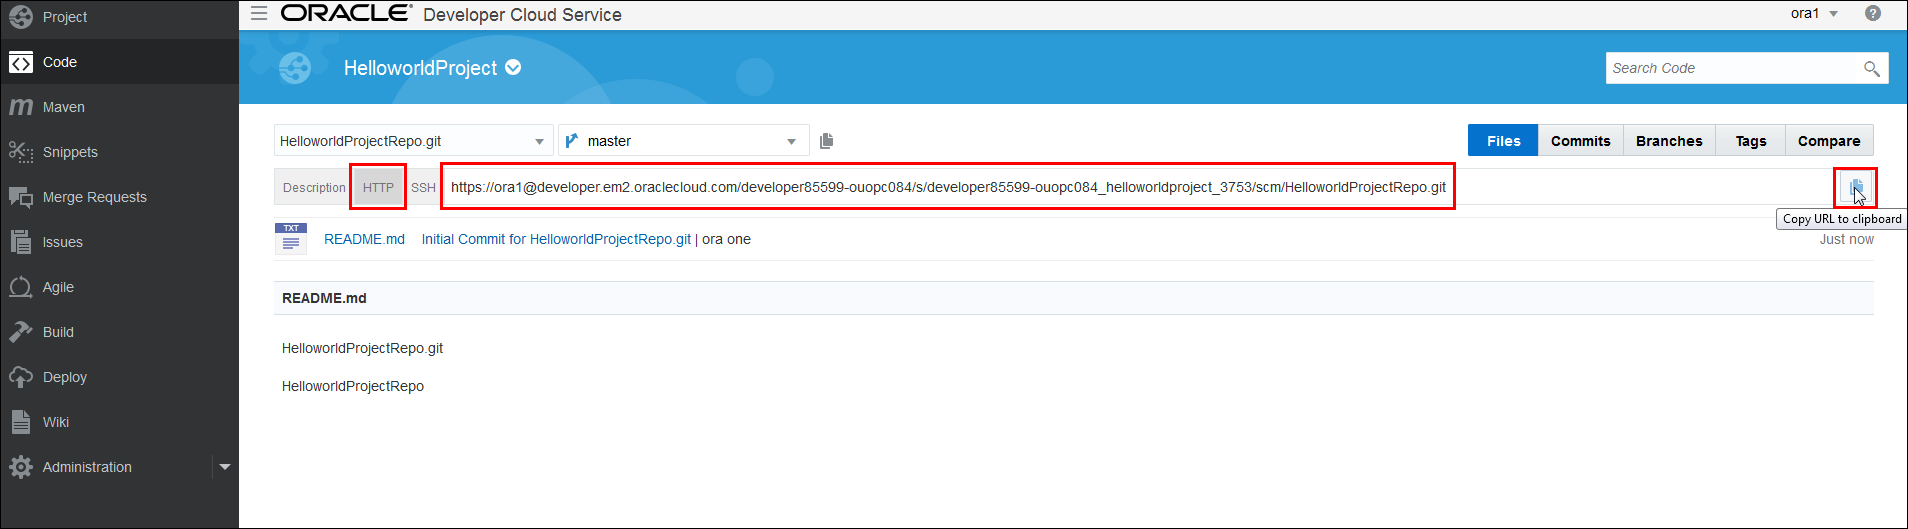 Project
Code
Maven
Snippets
Merge Requests
Issues
Agile
Build
Deploy
Wiki
Administration
ORACLE Developer Cloud Service
ora1
?
HelloworldProject
Search Code
HelloworldProjectRepo.git
master
Files Commits Branches Tags Compare
Description HTTP SSH https://ora1@developer.em2.oraclecloud.com/developer85599-ouopc084/s/developer85599-ouopc084_helloworldproject_3753/scm/HelloworldProjectRepo.git
Copy URL to clipboard
TXT README.md Initial Commit for HelloworldProjectRepo.git | ora one Just now
README.md
HelloworldProjectRepo.git
HelloworldProjectRepo